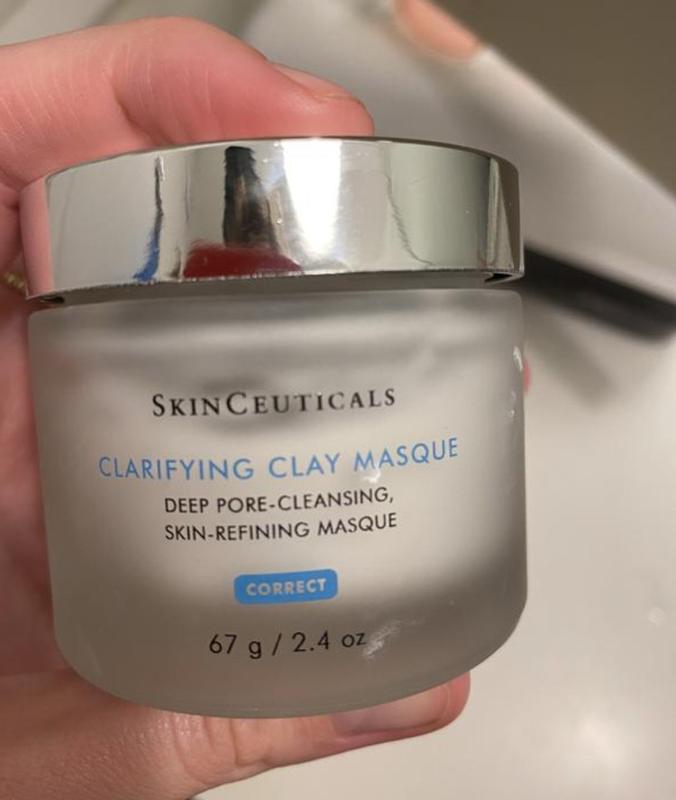 SKINCEUTICALS
CLARIFYING CLAY MASQUE
DEEP PORE-CLEANSING,
SKIN-REFINING MASQUE
CORRECT
67 g / 2.4 oz